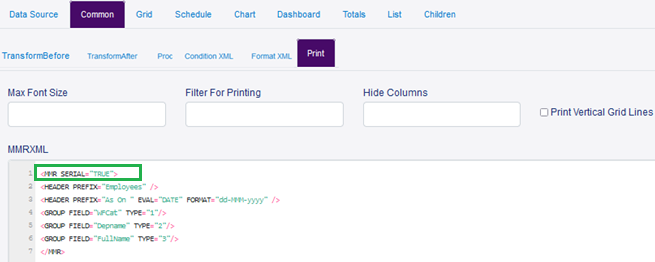 Data Source Common Grid Schedule Chart Dashboard Totals List Children
TransformBefore TransformAfter Proc Condition XML Format XML Print
Max Font Size Filter For Printing Hide Columns
Print Vertical Grid Lines
MMRXML
1 <MMR SERIAL="TRUE">
2 <HEADER PREFIX="Employees" />
3 <HEADER PREFIX="As On " EVAL="DATE" FORMAT="dd-MMM-yyyy" />
4 <GROUP FIELD="WFCat" TYPE="1"/>
5 <GROUP FIELD="Depname" TYPE="2"/>
6 <GROUP FIELD="FullName" TYPE="3"/>
7 </MMR>